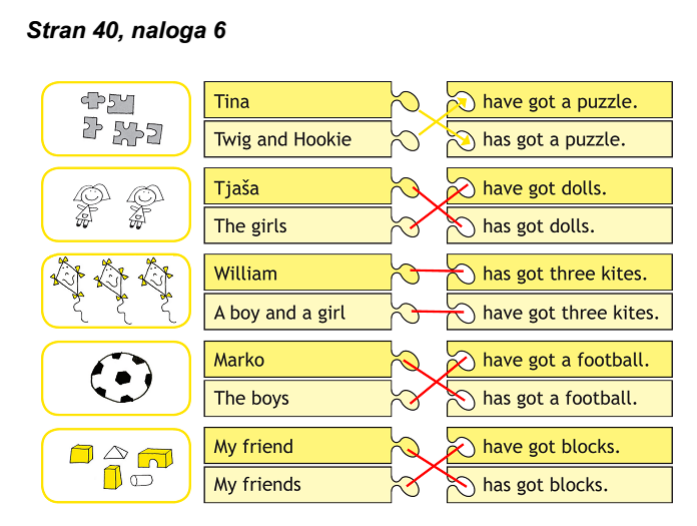 Stran 40, naloga 6
Tina
have got a puzzle.
Twig and Hookie
has got a puzzle.
Tjaša
have got dolls.
The girls
has got dolls.
William
has got three kites.
A boy and a girl
have got three kites.
Marko
have got a football.
The boys
has got a football.
My friend
have got blocks.
My friends
has got blocks.